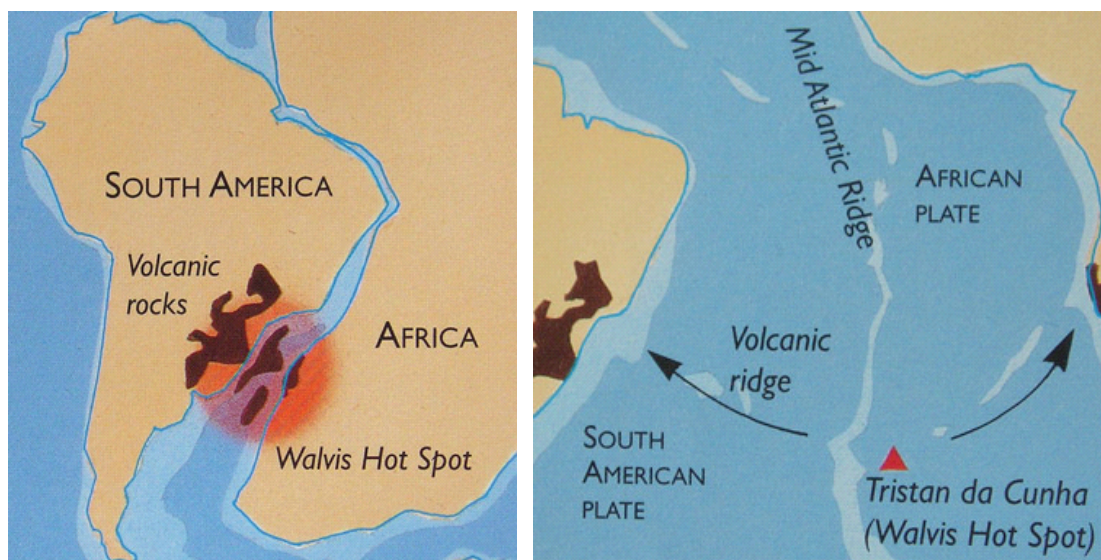 SOUTH AMERICA
Volcanic
rocks
AFRICA
Walvis Hot Spot
Mid Atlantic Ridge
AFRICAN
PLATE
Volcanic
ridge
SOUTH
AMERICAN
PLATE
Tristan da Cunha
(Walvis Hot Spot)